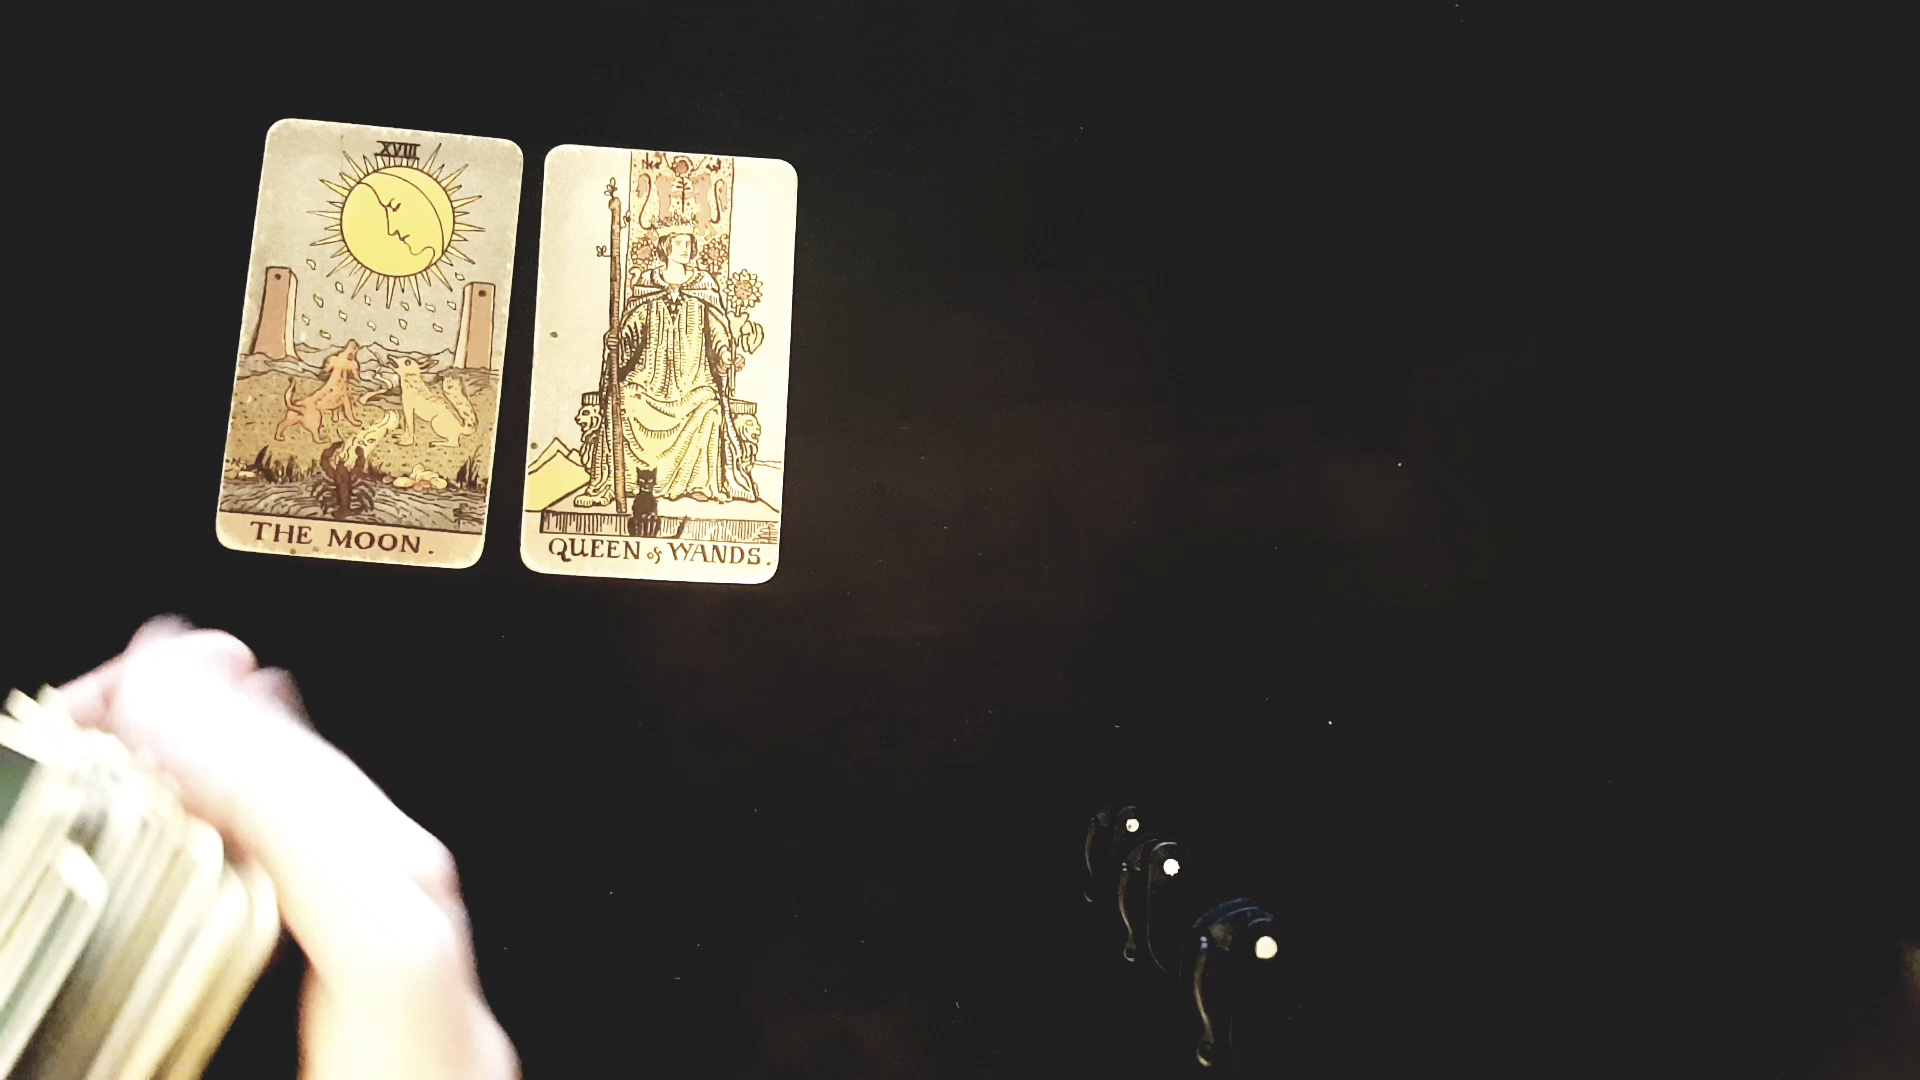 XVIII
THE MOON.
QUEEN of WANDS.